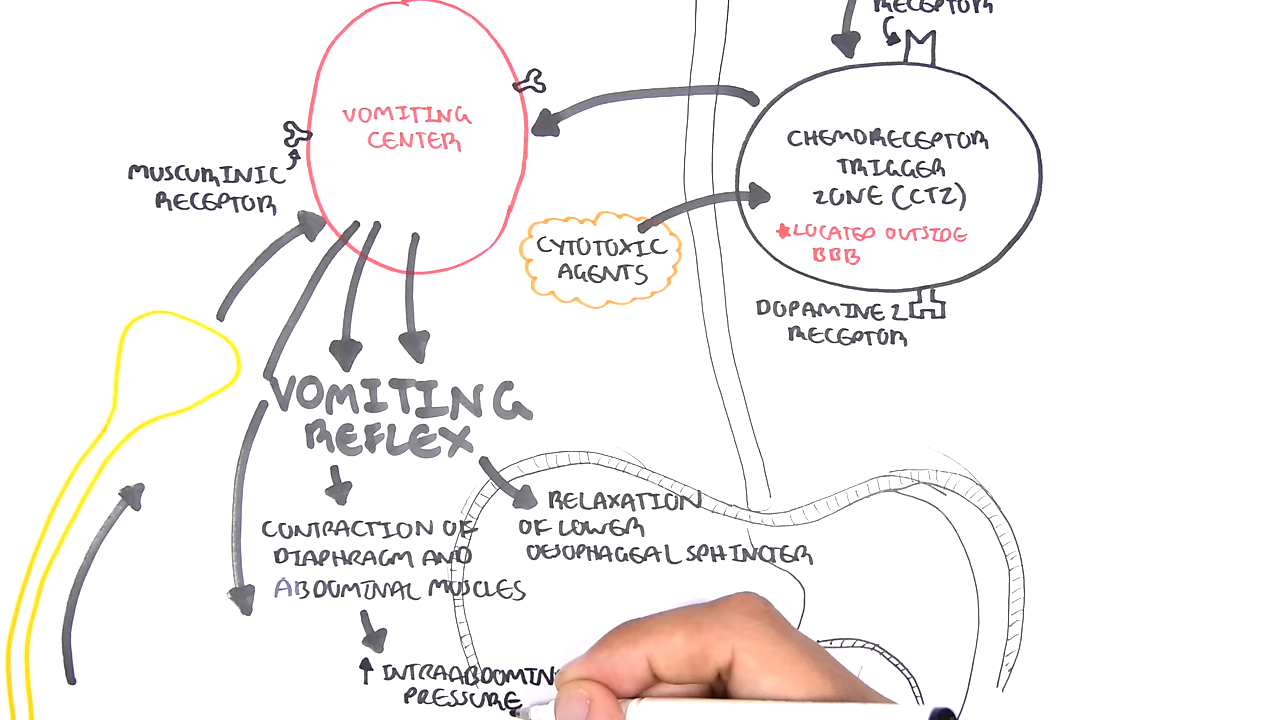 RECEPTOR
VOMITING
CENTER
CHEMORECEPTOR
TRIGGER
ZONE (CTZ)
*LOCATED OUTSIDE
BBB
MUSCURINIC
RECEPTOR
CYTOTOXIC
AGENTS
DOPAMINE 2
RECEPTOR
VOMITING
REFLEX
RELAXATION
OF LOWER
OESOPHAGEAL SPHINCTER
CONTRACTION OF
DIAPHRAGM AND
ABDOMINAL MUSCLES
↑ INTRAABDOMIN
PRESSURE